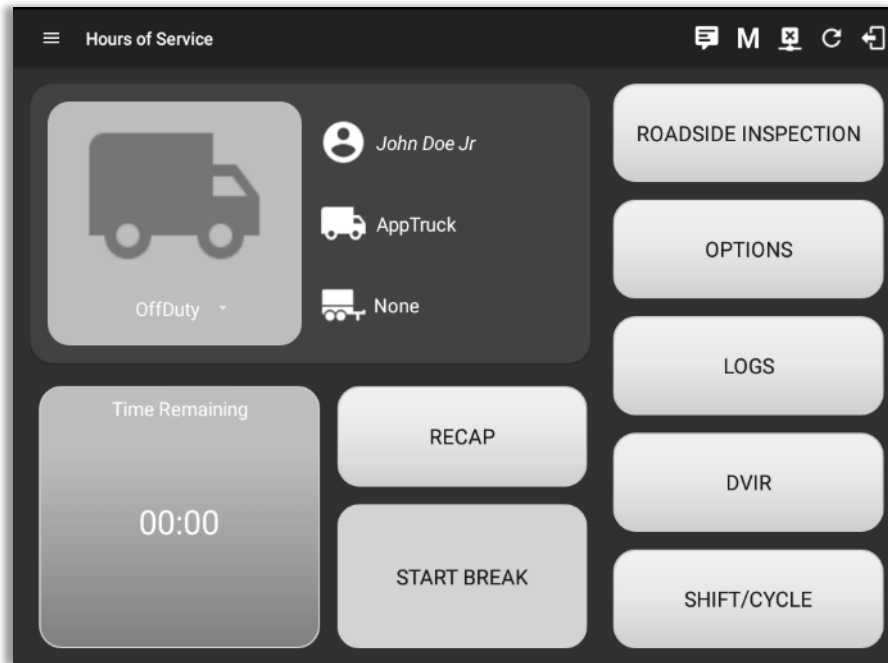 Hours of Service
M
John Doe Jr
AppTruck
None
OffDuty
Time Remaining
00:00
RECAP
START BREAK
ROADSIDE INSPECTION
OPTIONS
LOGS
DVIR
SHIFT/CYCLE